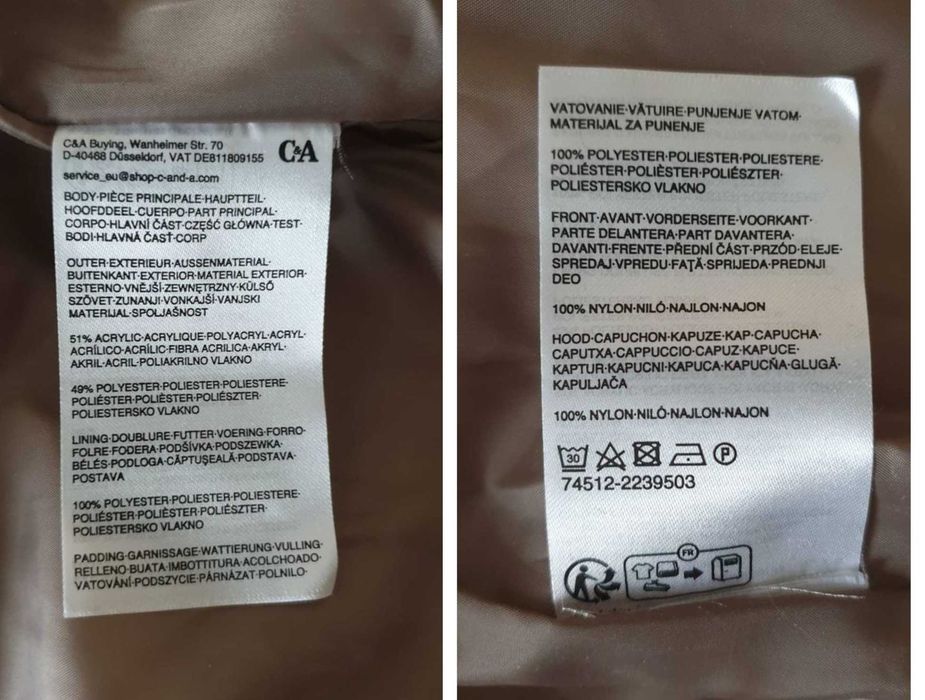 C&A Buying, Wanheimer Str. 70
D-40468 Düsseldorf, VAT DE811809155
C&A
service_eu@shop-c-and-a.com
BODY·PIÈCE PRINCIPALE·HAUPTTEIL·
HOOFDDEEL·CUERPO·PART PRINCIPAL·
CORPO·HLAVNÍ ČÁST·CZĘŚĆ GŁÓWNA·TEST·
BODI·HLAVNÁ ČASŤ·CORP
OUTER·EXTERIEUR·AUSSENMATERIAL·
BUITENKANT·EXTERIOR·MATERIAL EXTERIOR·
ESTERNO·VNĚJŠÍ·ZEWNĘTRZNY·KÜLSŐ
SZÖVET·ZUNANJI·VONKAJŠÍ·VANJSKI
MATERIJAL·SPOLJAŠNOST
51% ACRYLIC·ACRYLIQUE·POLYACRYL·ACRYL·
ACRÍLICO·ACRÍLIC·FIBRA ACRILICA·AKRYL·
AKRIL·ACRIL·POLIAKRILNO VLAKNO
49% POLYESTER·POLIESTER·POLIESTERE·
POLIÉSTER·POLIÈSTER·POLIÉSZTER·
POLIESTERSKO VLAKNO
LINING·DOUBLURE·FUTTER·VOERING·FORRO·
FOLRE·FODERA·PODŠÍVKA·PODSZEWKA·
BÉLÉS·PODLOGA·CĂPTUŞEALĂ·PODSTAVA·
POSTAVA
100% POLYESTER·POLIESTER·POLIESTERE·
POLIÉSTER·POLIÈSTER·POLIÉSZTER·
POLIESTERSKO VLAKNO
PADDING·GARNISSAGE·WATTIERUNG·VULLING·
RELLENO·BUATA·IMBOTTITURA·ACOLCHOADO·
VATOVÁNÍ·PODSZYCIE·PÁRNÁZAT·POLNILO·
VATOVANIE·VĂTUIRE·PUNJENJE VATOM·
MATERIJAL ZA PUNENJE
100% POLYESTER·POLIESTER·POLIESTERE·
POLIÉSTER·POLIÈSTER·POLIÉSZTER·
POLIESTERSKO VLAKNO
FRONT·AVANT·VORDERSEITE·VOORKANT·
PARTE DELANTERA·PART DAVANTERA·
DAVANTI·FRENTE·PŘEDNÍ ČÁST·PRZÓD·ELEJE·
SPREDAJ·VPREDU·FAŢĂ·SPRIJEDA·PREDNJI
DEO
100% NYLON·NILÓ·NAJLON·NAJON
HOOD·CAPUCHON·KAPUZE·KAP·CAPUCHA·
CAPUTXA·CAPPUCCIO·CAPUZ·KAPUCE·
KAPTUR·KAPUCNI·KAPUCA·KAPUCŇA·GLUGĂ·
KAPULJAČA
100% NYLON·NILÓ·NAJLON·NAJON
30 P
74512-2239503
FR